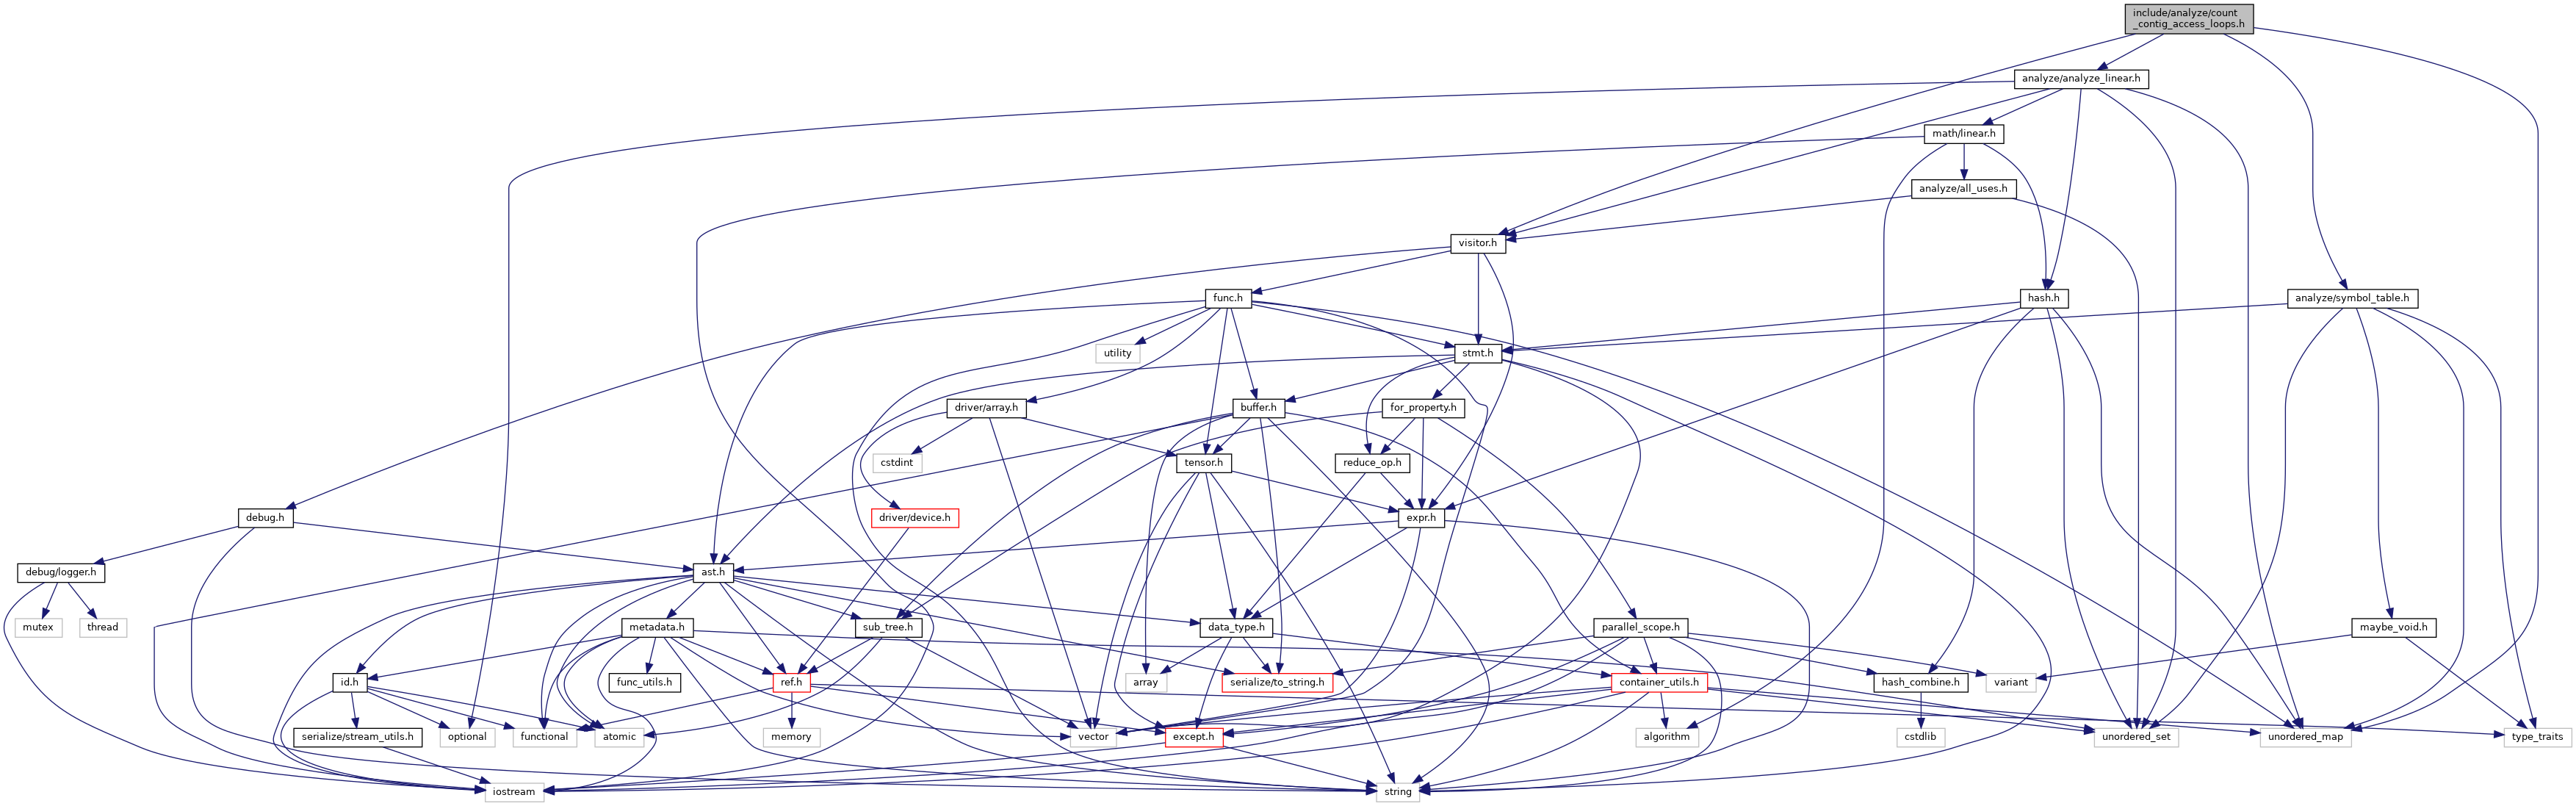 include/analyze/count
_contig_access_loops.h
analyze/analyze_linear.h
math/linear.h
analyze/all_uses.h
visitor.h
func.h
hash.h
analyze/symbol_table.h
utility
stmt.h
driver/array.h
buffer.h
for_property.h
cstdint
tensor.h
reduce_op.h
debug.h
driver/device.h
expr.h
debug/logger.h
ast.h
mutex
thread
metadata.h
sub_tree.h
data_type.h
parallel_scope.h
maybe_void.h
id.h
func_utils.h
ref.h
array
serialize/to_string.h
container_utils.h
hash_combine.h
variant
serialize/stream_utils.h
optional
functional
atomic
memory
vector
except.h
algorithm
cstdlib
unordered_set
unordered_map
type_traits
iostream
string